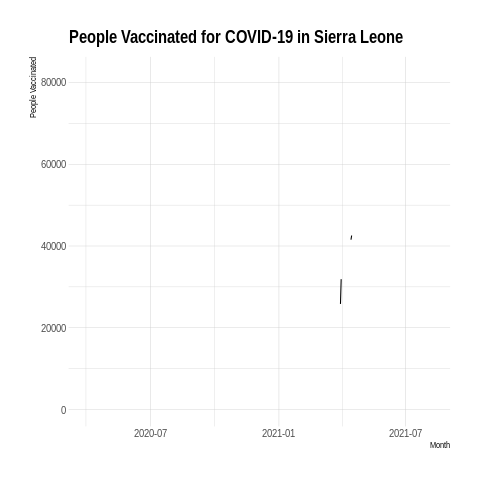 People Vaccinated for COVID-19 in Sierra Leone
People Vaccinated
80000
60000
40000
20000
0
2020-07 2021-01 2021-07
Month